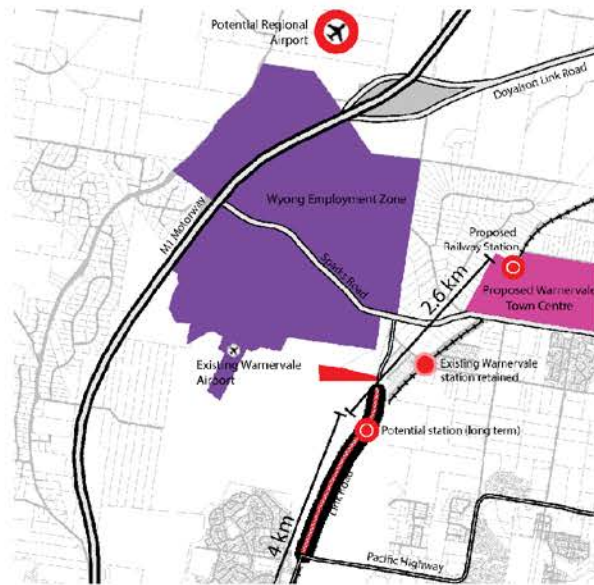 Potential Regional
Airport
Doyalson Link Road
Wyong Employment Zone
M1 Motorway
Proposed
Railway Station
Sparks Road
2.6 km
Proposed Warnervale
Town Centre
Existing Warnervale
Airport
Existing Warnervale
station retained
Potential station (long term)
Link Road
4 km
Pacific Highway